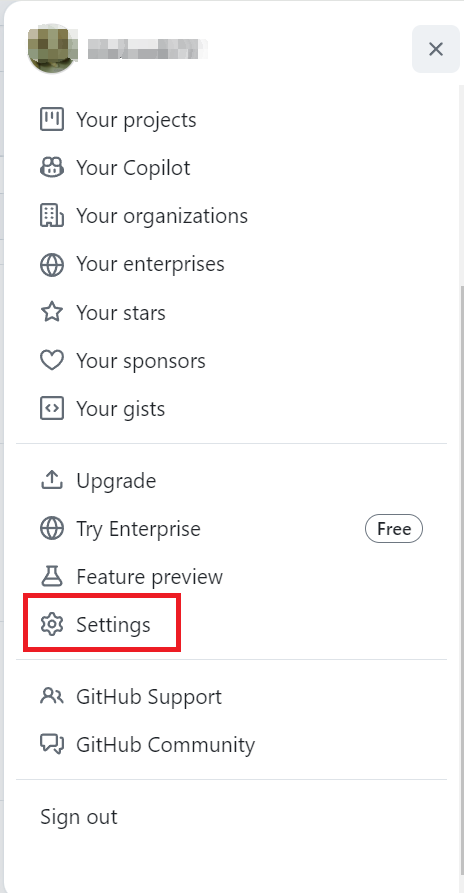 Your projects
Your Copilot
Your organizations
Your enterprises
Your stars
Your sponsors
Your gists
Upgrade
Try Enterprise Free
Feature preview
Settings
GitHub Support
GitHub Community
Sign out